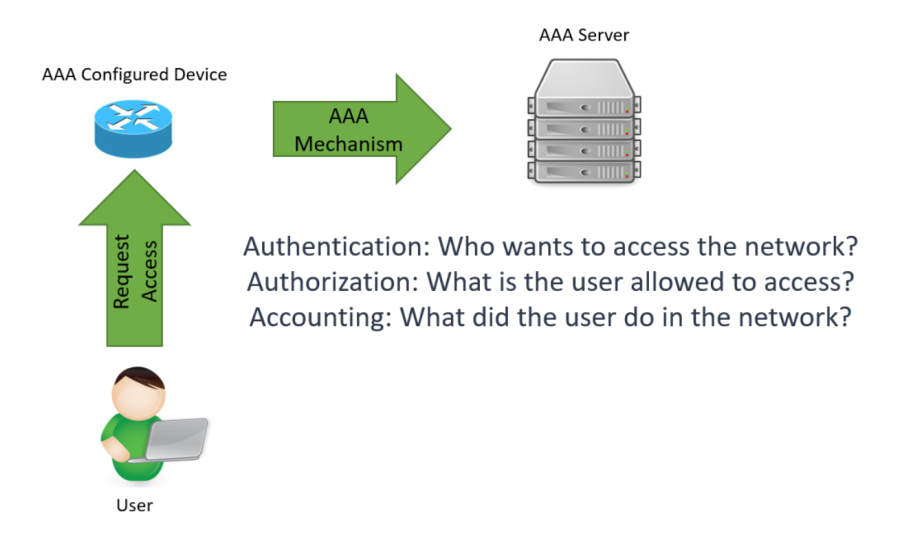 AAA Server
AAA Configured Device
AAA
Mechanism
Request
Access
Authentication: Who wants to access the network?
Authorization: What is the user allowed to access?
Accounting: What did the user do in the network?
User